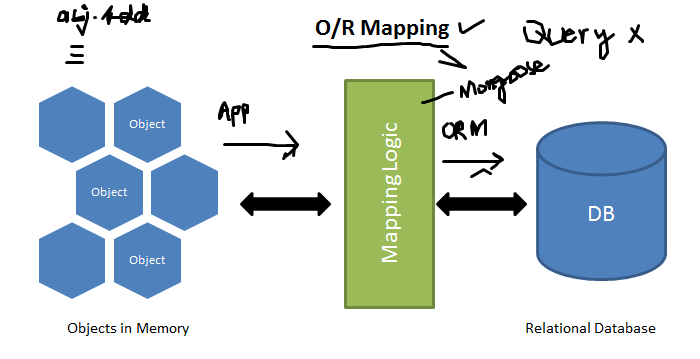 obj.add
O/R Mapping
Query x
Mongoose
App
ORM
Object
Object
Object
Mapping Logic
DB
Objects in Memory
Relational Database